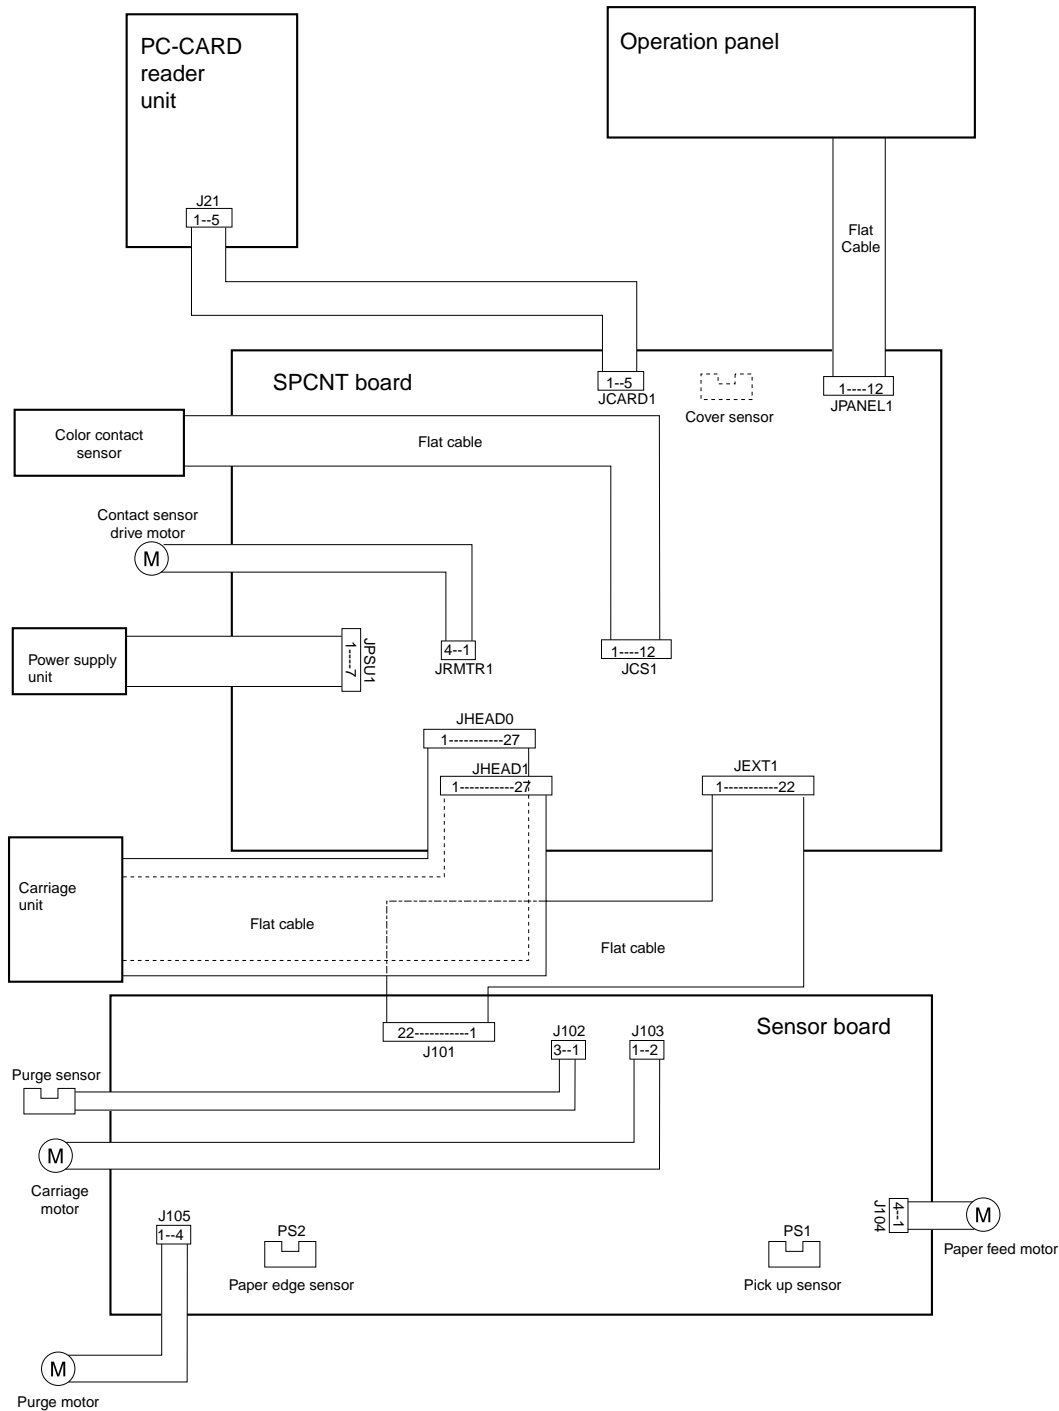 PC-CARD
reader
unit
Operation panel
J21
1--5
Flat
Cable
SPCNT board
1--5
JCARD1
Cover sensor
1----12
JPANEL1
Color contact
sensor
Flat cable
Contact sensor
drive motor
M
Power supply
unit
1----7
JPSU1
4--1
JRMTR1
1----12
JCS1
JHEAD0
1-----------27
JHEAD1
1-----------27
JEXT1
1-----------22
Carriage
unit
Flat cable
Flat cable
Sensor board
22-----------1
J101
J102
3--1
J103
1--2
Purge sensor
M
Carriage
motor
J105
1--4
PS2
Paper edge sensor
PS1
Pick up sensor
J104
4--1
M
Paper feed motor
M
Purge motor